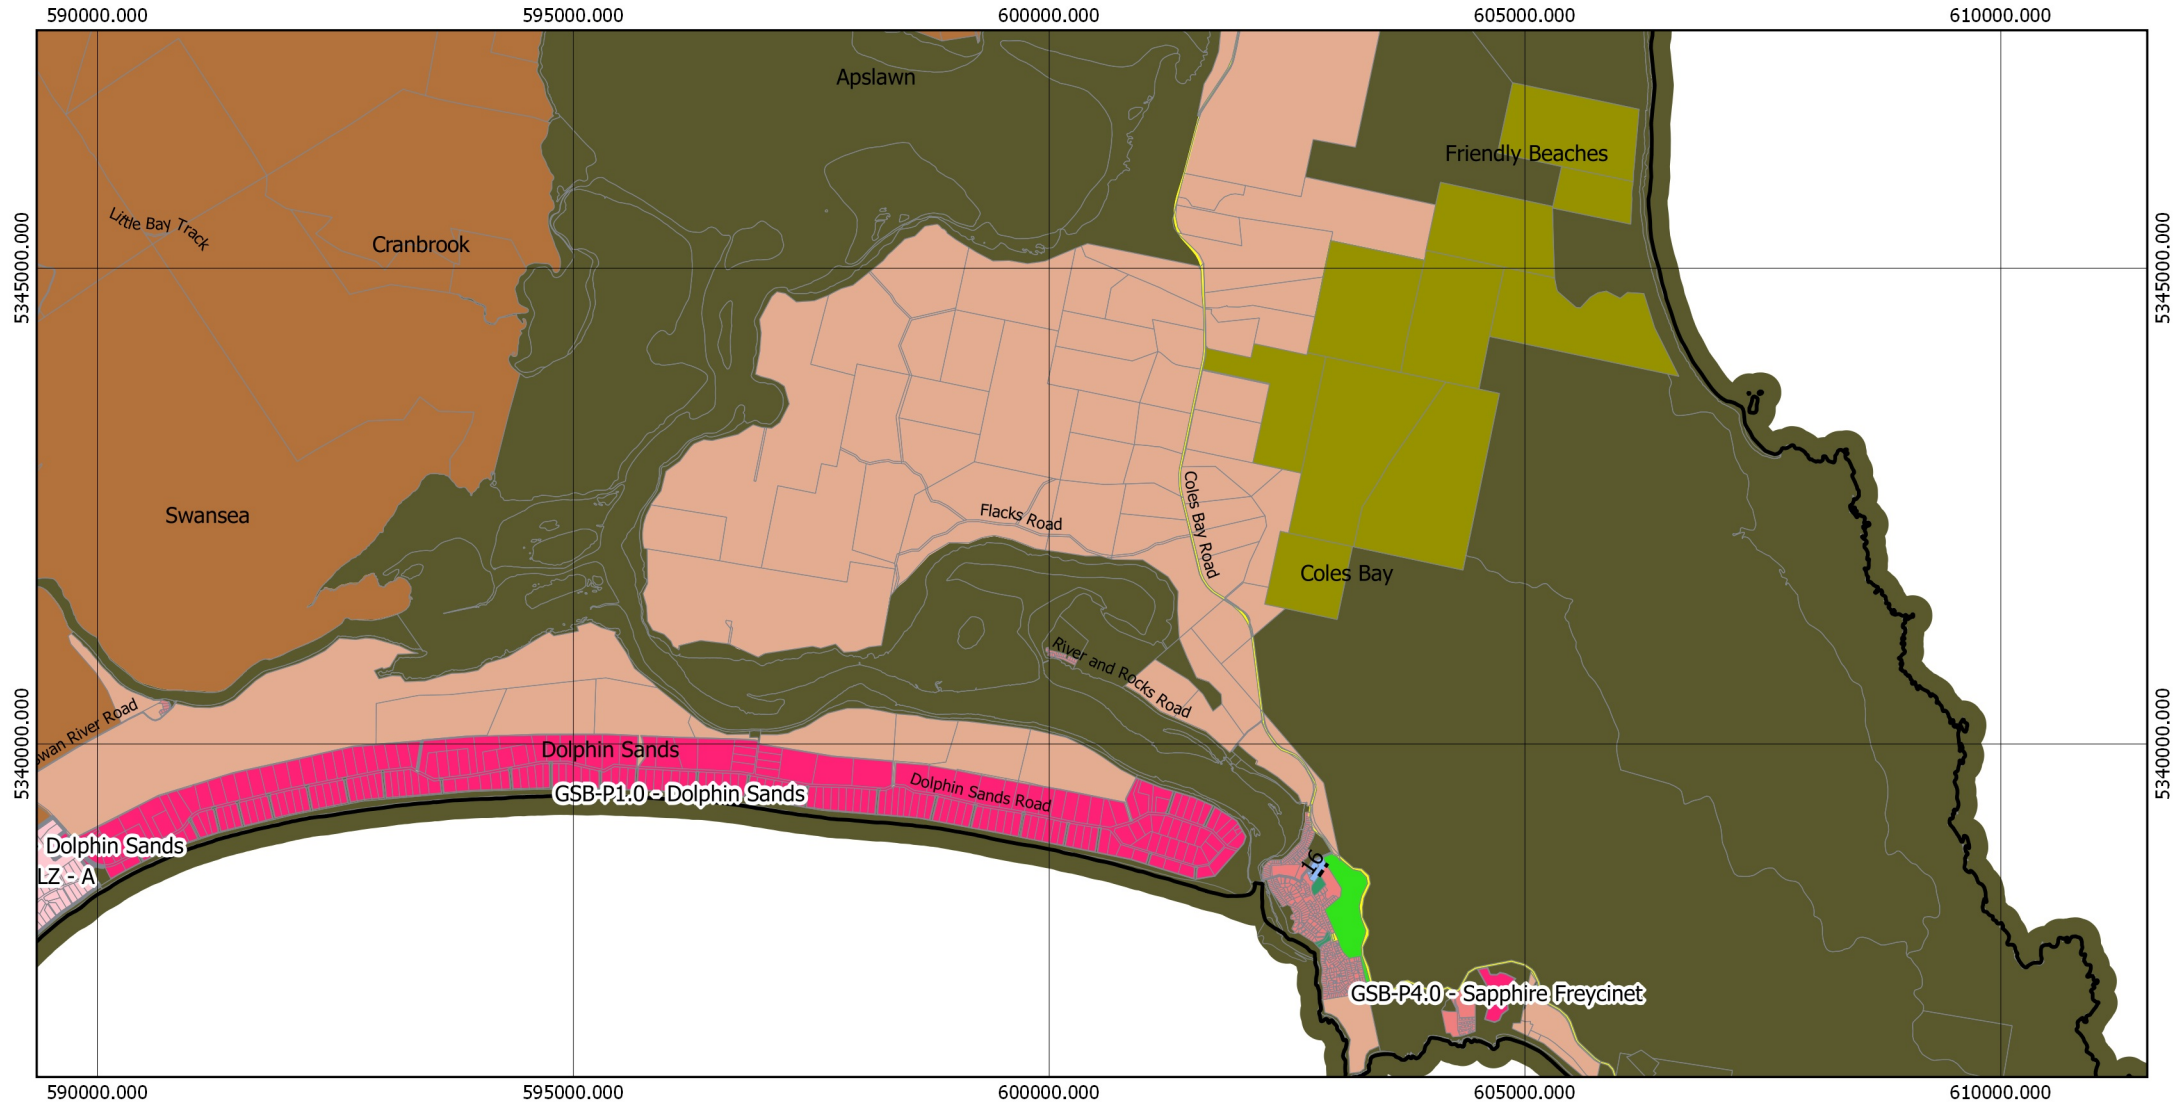 590000.000 595000.000 600000.000 605000.000 610000.000
Apslawn
Friendly Beaches
Little Bay Track
Cranbrook
5345000.000
5345000.000
Swansea
Flacks Road
Coles Bay Road
Coles Bay
River and Rocks Road
wan River Road
5340000.000
5340000.000
Dolphin Sands
GSB-P1.0 - Dolphin Sands
Dolphin Sands Road
Dolphin Sands
LZ - A
16
GSB-P4.0 - Sapphire Freycinet
590000.000 595000.000 600000.000 605000.000 610000.000